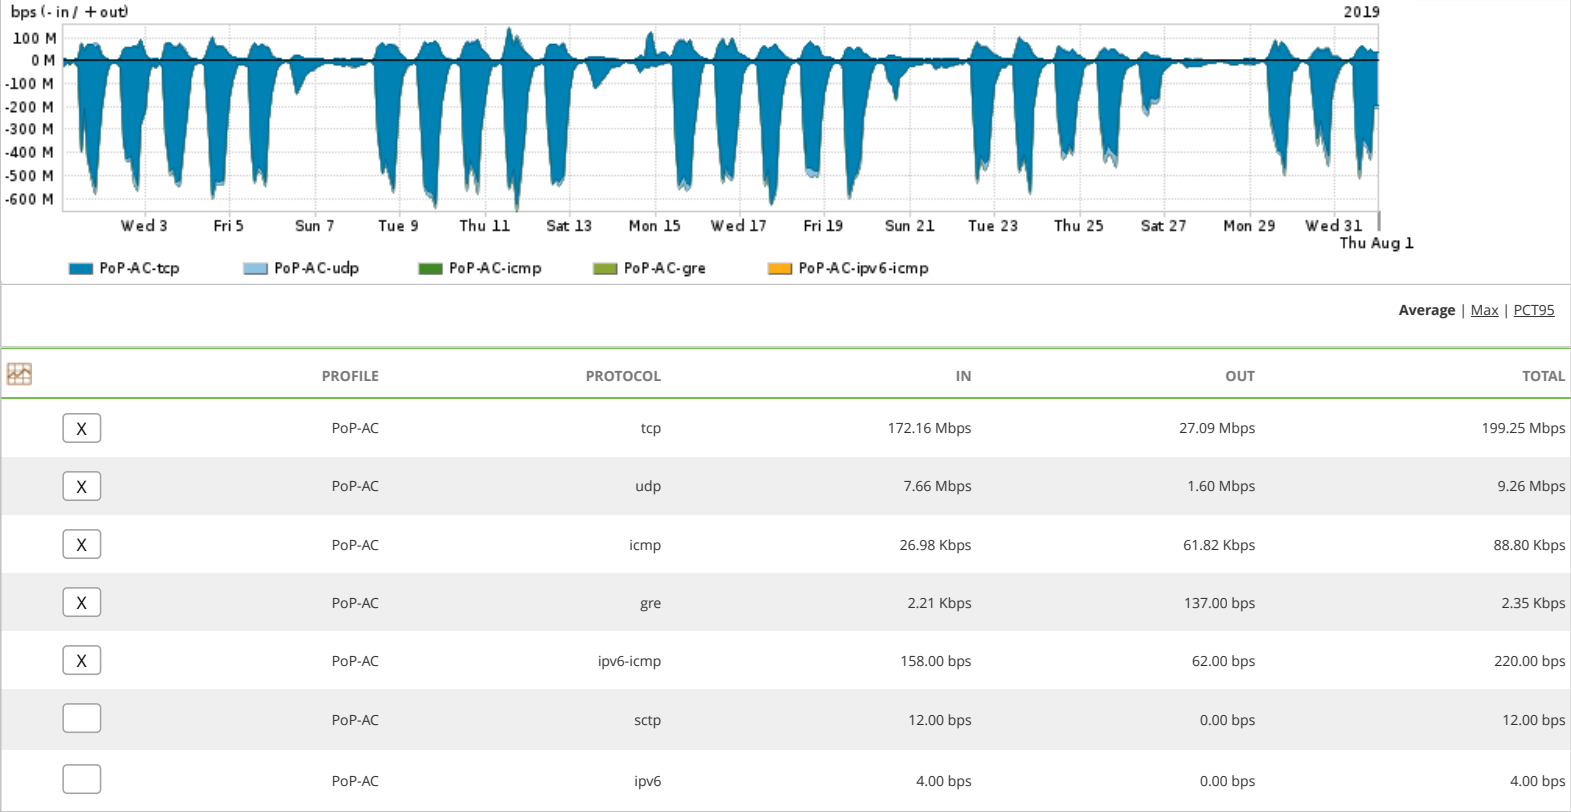 bps (- in / + out) 2019
100 M
0 M
-100 M
-200 M
-300 M
-400 M
-500 M
-600 M
Wed 3 Fri 5 Sun 7 Tue 9 Thu 11 Sat 13 Mon 15 Wed 17 Fri 19 Sun 21 Tue 23 Thu 25 Sat 27 Mon 29 Wed 31
Thu Aug 1
PoP-AC-tcp PoP-AC-udp PoP-AC-icmp PoP-AC-gre PoP-AC-ipv6-icmp
Average | Max | PCT95
PROFILE PROTOCOL IN OUT TOTAL
X PoP-AC tcp 172.16 Mbps 27.09 Mbps 199.25 Mbps
X PoP-AC udp 7.66 Mbps 1.60 Mbps 9.26 Mbps
X PoP-AC icmp 26.98 Kbps 61.82 Kbps 88.80 Kbps
X PoP-AC gre 2.21 Kbps 137.00 bps 2.35 Kbps
X PoP-AC ipv6-icmp 158.00 bps 62.00 bps 220.00 bps
PoP-AC sctp 12.00 bps 0.00 bps 12.00 bps
PoP-AC ipv6 4.00 bps 0.00 bps 4.00 bps